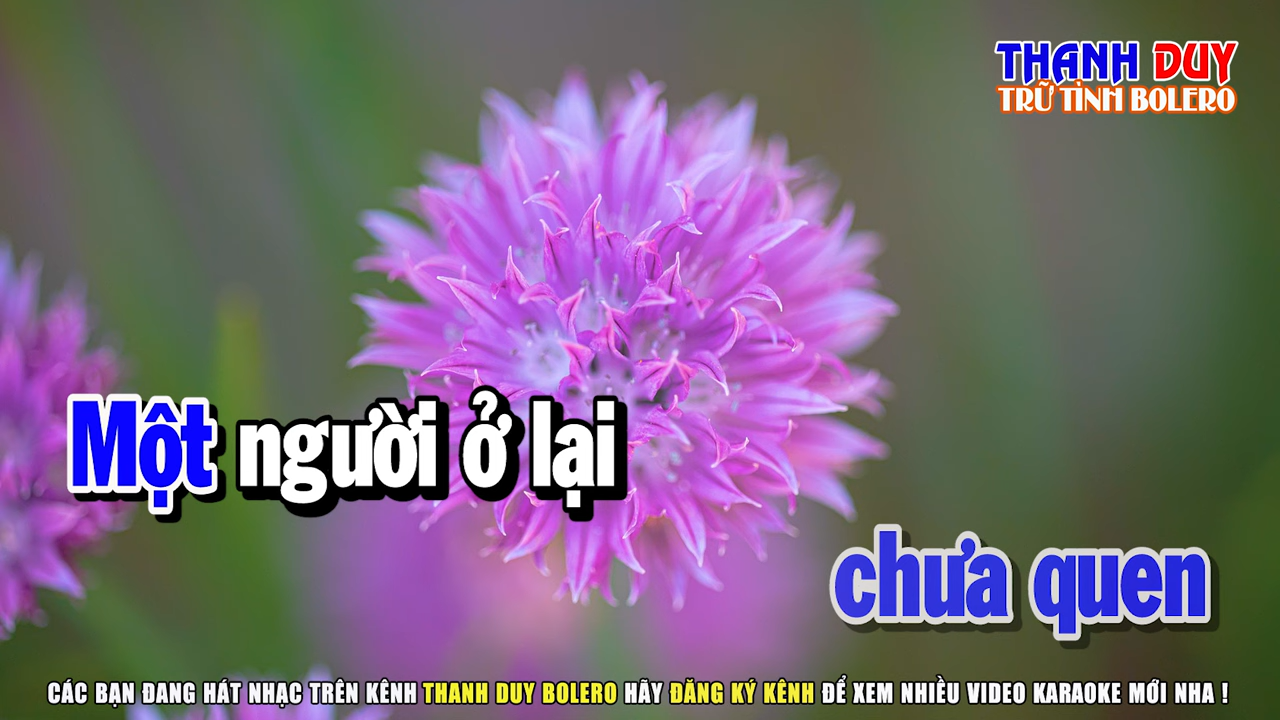 THANH DUY
TRỮ TÌNH BOLERO
Một người ở lại
chưa quen
CÁC BẠN ĐANG HÁT NHẠC TRÊN KÊNH THANH DUY BOLERO HÃY ĐĂNG KÝ KÊNH ĐỂ XEM NHIỀU VIDEO KARAOKE MỚI NHA !